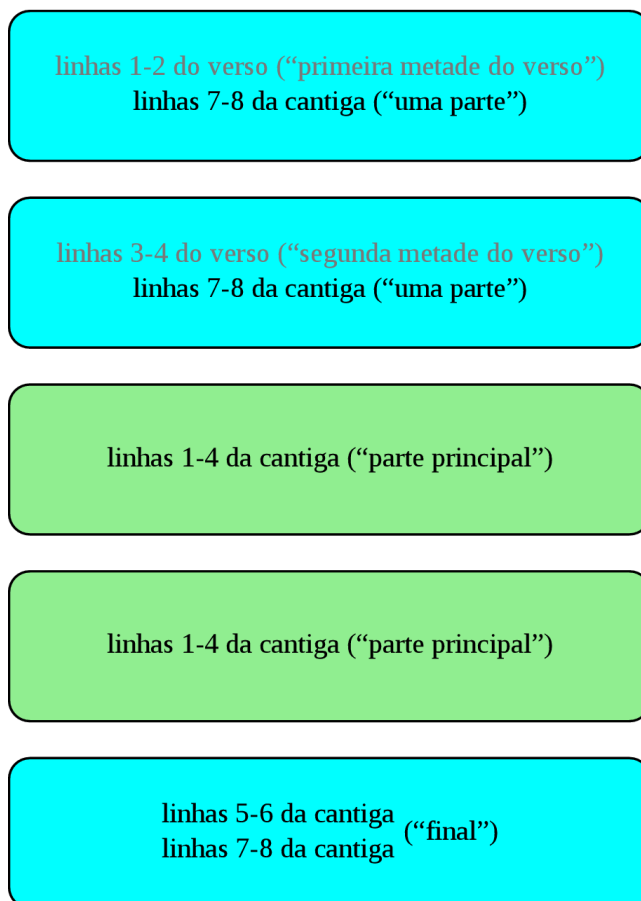 linhas 1-2 do verso (“primeira metade do verso”)
linhas 7-8 da cantiga (“uma parte”)
linhas 3-4 do verso (“segunda metade do verso”)
linhas 7-8 da cantiga (“uma parte”)
linhas 1-4 da cantiga (“parte principal”)
linhas 1-4 da cantiga (“parte principal”)
linhas 5-6 da cantiga
linhas 7-8 da cantiga
(“final”)